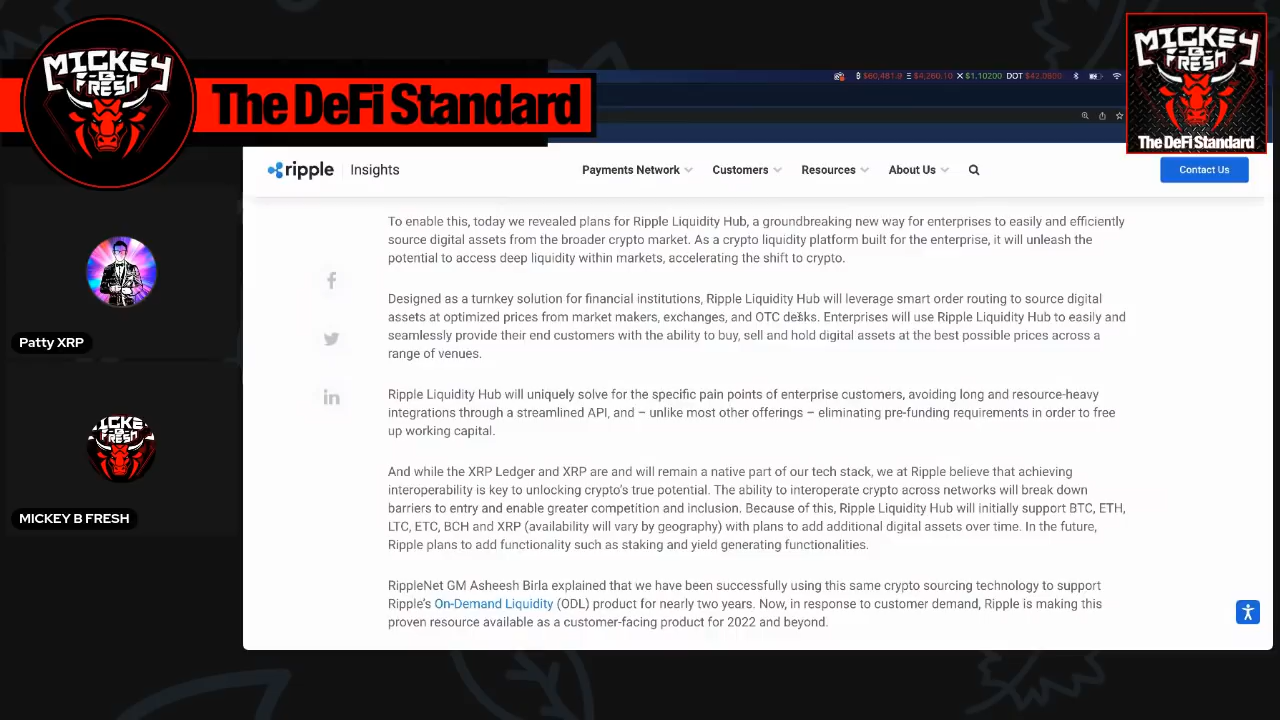 MICKEY
-B-
FRESH
The DeFi Standard
$60,481.0 $4,260.10 $1.10200 DOT $42.0800
MICKEY
-B-
FRESH
The DeFi Standard
ripple Insights Payments Network Customers Resources About Us Contact Us
To enable this, today we revealed plans for Ripple Liquidity Hub, a groundbreaking new way for enterprises to easily and efficiently
source digital assets from the broader crypto market. As a crypto liquidity platform built for the enterprise, it will unleash the
potential to access deep liquidity within markets, accelerating the shift to crypto.
Designed as a turnkey solution for financial institutions, Ripple Liquidity Hub will leverage smart order routing to source digital
assets at optimized prices from market makers, exchanges, and OTC desks. Enterprises will use Ripple Liquidity Hub to easily and
seamlessly provide their end customers with the ability to buy, sell and hold digital assets at the best possible prices across a
range of venues.
Ripple Liquidity Hub will uniquely solve for the specific pain points of enterprise customers, avoiding long and resource-heavy
integrations through a streamlined API, and – unlike most other offerings – eliminating pre-funding requirements in order to free
up working capital.
And while the XRP Ledger and XRP are and will remain a native part of our tech stack, we at Ripple believe that achieving
interoperability is key to unlocking crypto's true potential. The ability to interoperate crypto across networks will break down
barriers to entry and enable greater competition and inclusion. Because of this, Ripple Liquidity Hub will initially support BTC, ETH,
LTC, ETC, BCH and XRP (availability will vary by geography) with plans to add additional digital assets over time. In the future,
Ripple plans to add functionality such as staking and yield generating functionalities.
RippleNet GM Asheesh Birla explained that we have been successfully using this same crypto sourcing technology to support
Ripple's On-Demand Liquidity (ODL) product for nearly two years. Now, in response to customer demand, Ripple is making this
proven resource available as a customer-facing product for 2022 and beyond.
Patty XRP
MICKEY B FRESH